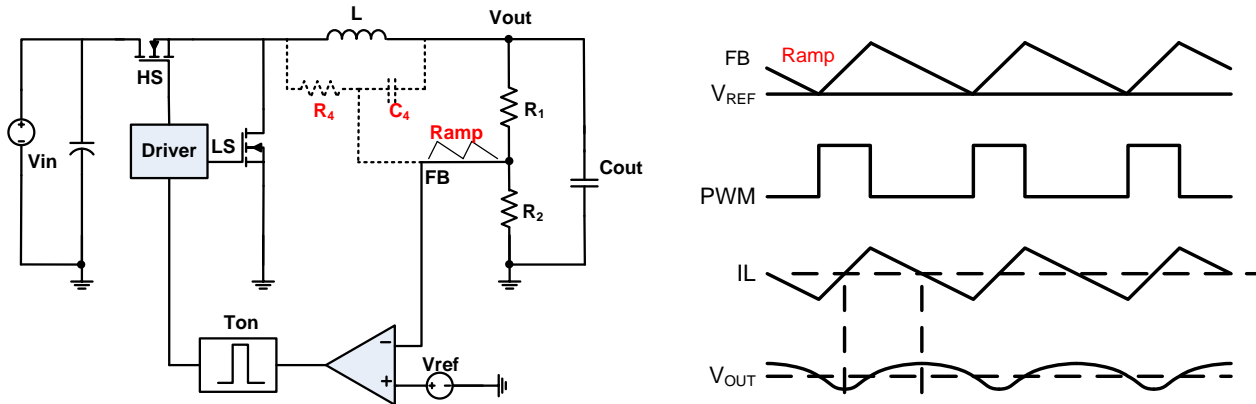 L
Vout
HS
R4
C4
R1
Ramp
Driver
LS
Vin
FB
Cout
R2
Ton
Vref
−
+
+
-
+
-
FB
Ramp
VREF
PWM
IL
VOUT